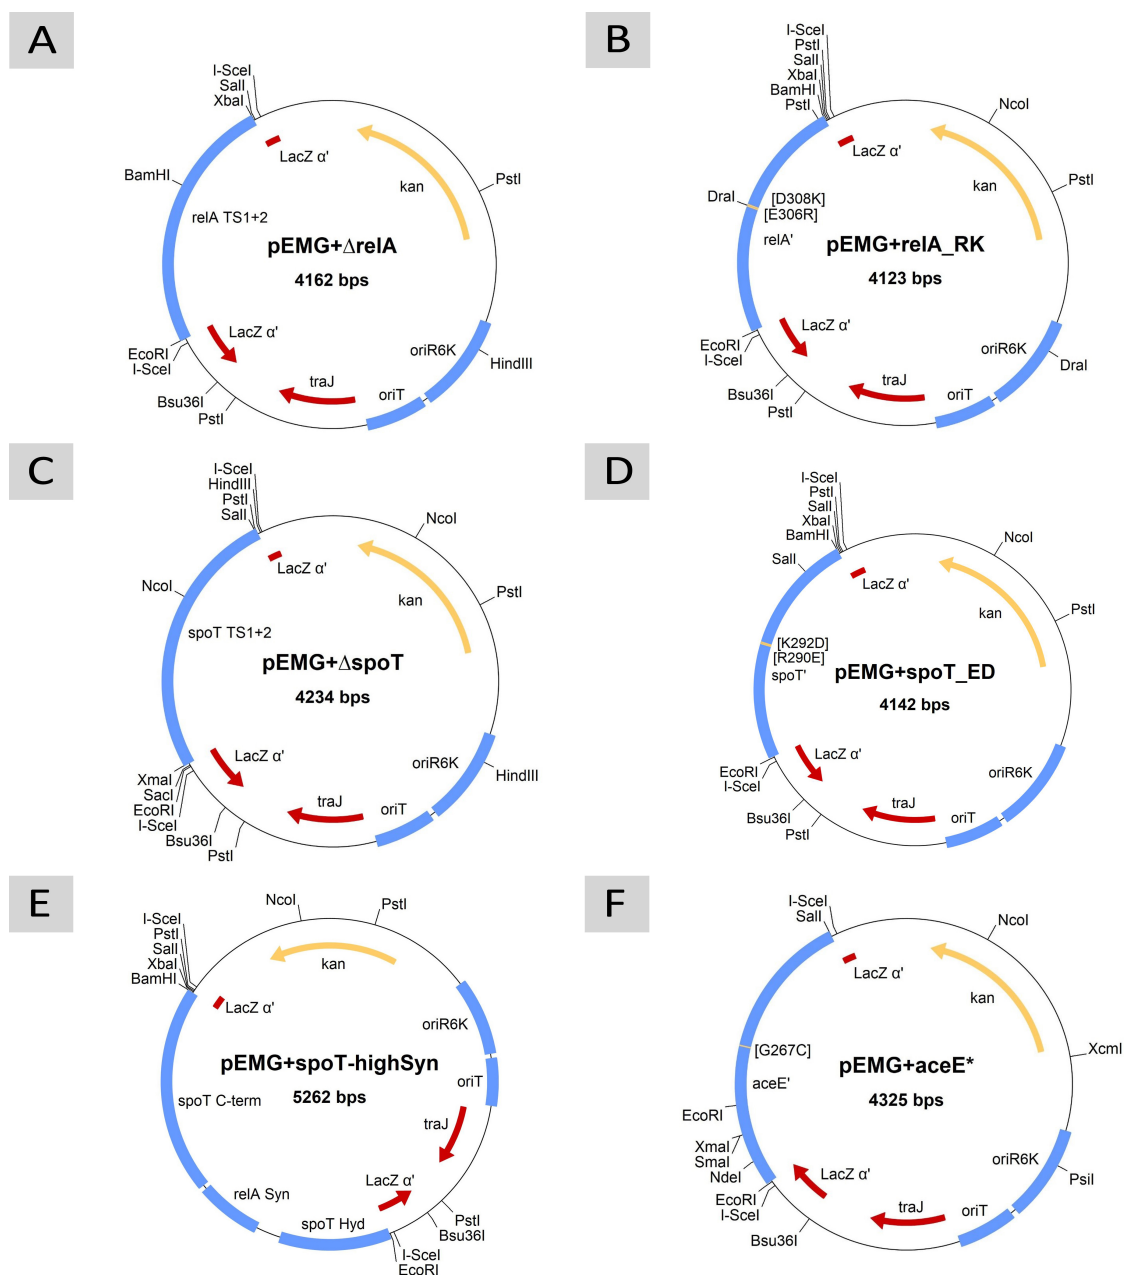 A
I-SceI
SalI
XbaI
LacZ α'
BamHI
PstI
kan
relA TS1+2
pEMG+ΔrelA
4162 bps
LacZ α'
EcoRI
I-SceI
oriR6K
HindIII
traJ
oriT
Bsu36I
PstI
B
I-SceI
PstI
SalI
XbaI
BamHI
PstI
NcoI
LacZ α'
PstI
kan
DraI
[D308K]
[E306R]
relA'
pEMG+relA_RK
4123 bps
LacZ α'
EcoRI
I-SceI
oriR6K
DraI
traJ
oriT
Bsu36I
PstI
C
I-SceI
HindIII
PstI
SalI
NcoI
LacZ α'
NcoI
PstI
kan
spoT TS1+2
pEMG+ΔspoT
4234 bps
LacZ α'
oriR6K
HindIII
XmaI
SacI
EcoRI
I-SceI
traJ
oriT
Bsu36I
PstI
D
I-SceI
PstI
SalI
XbaI
BamHI
NcoI
SalI
LacZ α'
kan
PstI
[K292D]
[R290E]
spoT'
pEMG+spoT_ED
4142 bps
LacZ α'
EcoRI
I-SceI
oriR6K
traJ
oriT
Bsu36I
PstI
E
NcoI
PstI
I-SceI
PstI
SalI
XbaI
BamHI
kan
LacZ α'
oriR6K
pEMG+spoT-highSyn
5262 bps
oriT
spoT C-term
traJ
LacZ α'
relA Syn
spoT Hyd
PstI
Bsu36I
I-SceI
EcoRI
F
I-SceI
SalI
NcoI
LacZ α'
kan
[G267C]
XcmI
pEMG+aceE*
aceE'
4325 bps
EcoRI
XmaI
SmaI
NdeI
EcoRI
I-SceI
LacZ α'
oriR6K
PsiI
traJ
oriT
Bsu36I